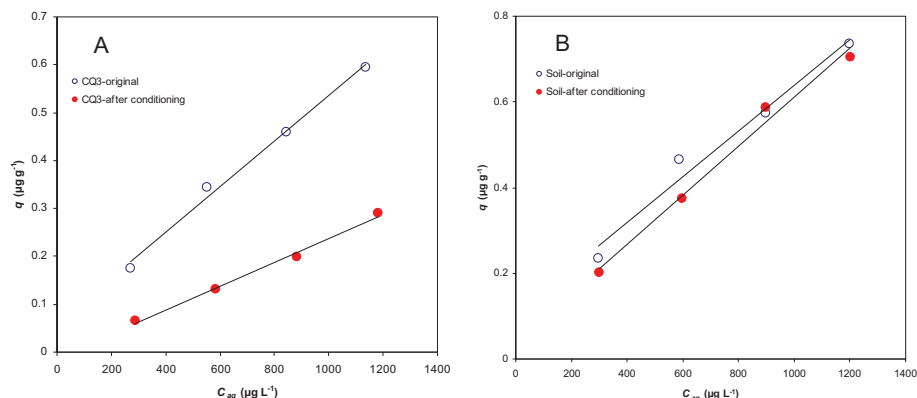 A
CQ3-original
CQ3-after conditioning
q (µg g⁻¹)
0.7
0.6
0.5
0.4
0.3
0.2
0.1
0
0 200 400 600 800 1000 1200 1400
C aq (µg L⁻¹)
B
Soil-original
Soil-after conditioning
q (µg g⁻¹)
0.8
0.6
0.4
0.2
0
0 200 400 600 800 1000 1200 1400
C aq (µg L⁻¹)